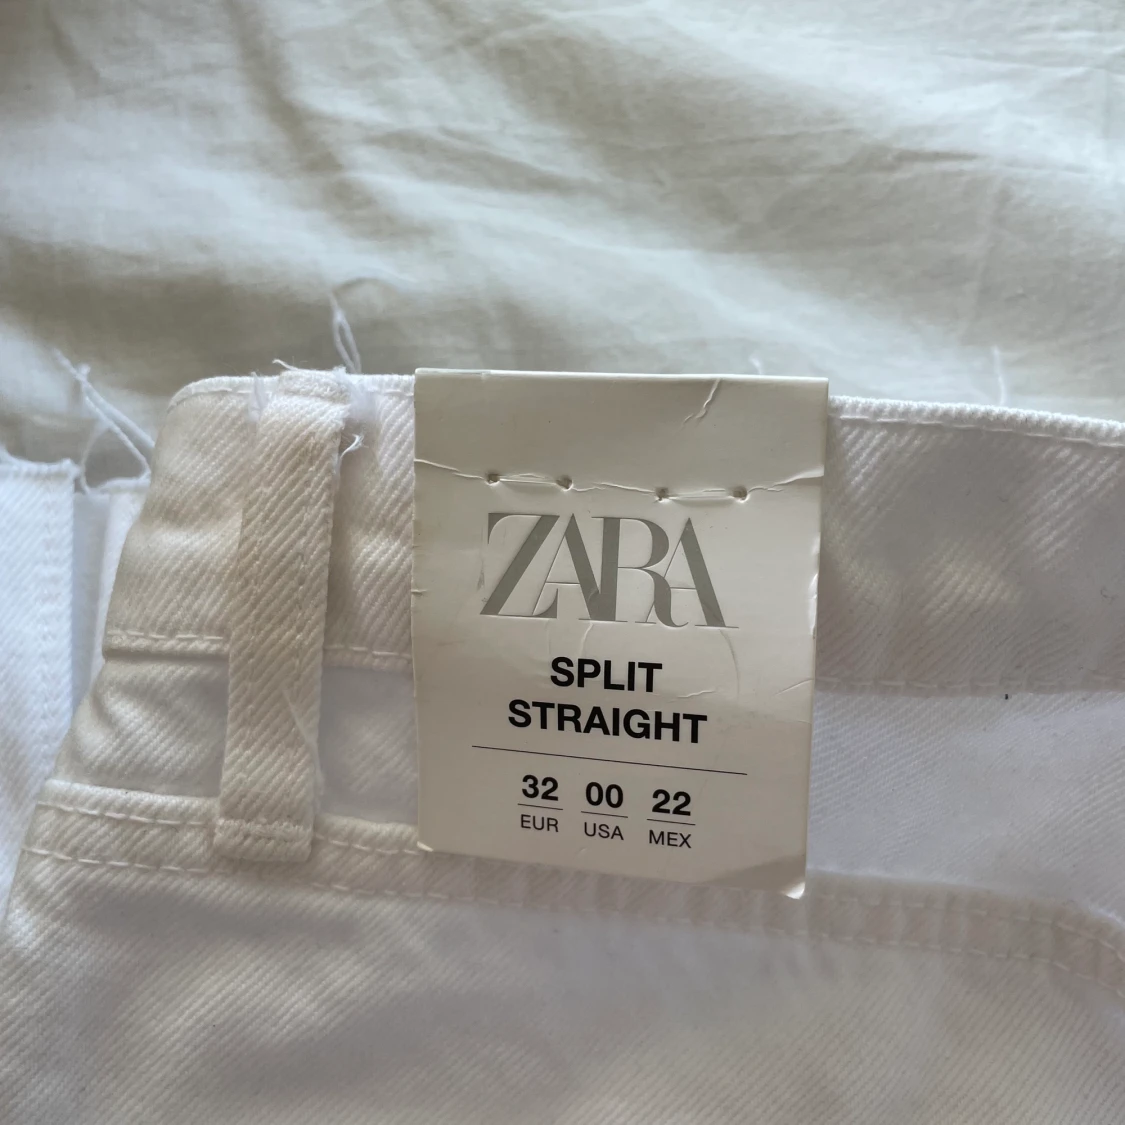 ZARA
SPLIT
STRAIGHT
32 00 22
EUR USA MEX